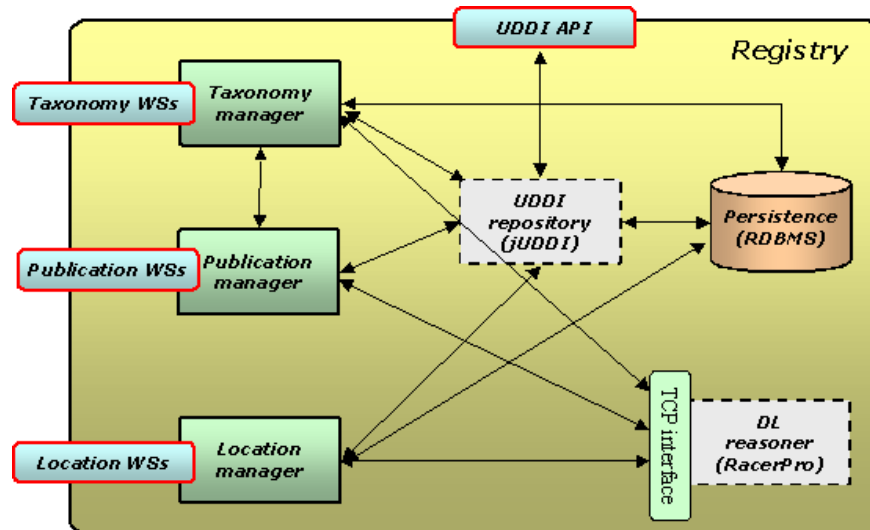 UDDI API
Registry
Taxonomy WSs
Taxonomy
manager
UDDI
repository
(jUDDI)
Persistence
(RDBMS)
Publication WSs
Publication
manager
TCP interface
DL
reasoner
(RacerPro)
Location WSs
Location
manager